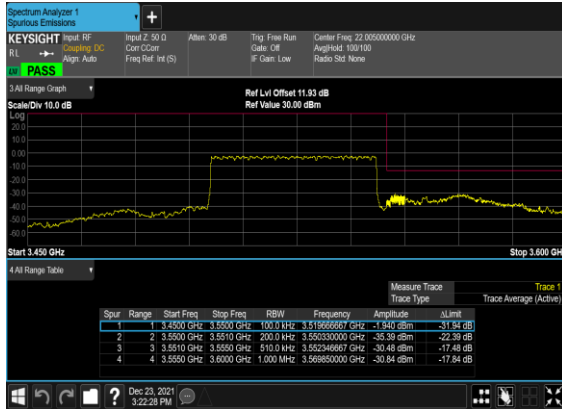 Spectrum Analyzer 1
Spurious Emissions
+
KEYSIGHT
RL
LXI
PASS
Input: RF
Coupling: DC
Align: Auto
Input Z: 50 Ω
Corr CCorr
Freq Ref: Int (S)
Atten: 30 dB
Trig: Free Run
Gate: Off
IF Gain: Low
Center Freq: 22.005000000 GHz
Avg|Hold: 100/100
Radio Std: None
3 All Range Graph
Scale/Div 10.0 dB
Ref Lvl Offset 11.93 dB
Ref Value 30.00 dBm
Log
20.0
10.0
0.00
-10.0
-20.0
-30.0
-40.0
-50.0
-60.0
Start 3.450 GHz
Stop 3.600 GH
4 All Range Table
Measure Trace Trace 1
Trace Type Trace Average (Active)
Spur Range Start Freq Stop Freq RBW Frequency Amplitude ΔLimit
1 1 3.4500 GHz 3.5500 GHz 100.0 kHz 3.519666667 GHz -1.940 dBm -31.94 dB
2 2 3.5500 GHz 3.5510 GHz 200.0 kHz 3.550330000 GHz -35.39 dBm -22.39 dB
3 3 3.5510 GHz 3.5550 GHz 510.0 kHz 3.552346667 GHz -30.48 dBm -17.48 dB
4 4 3.5550 GHz 3.6000 GHz 1.000 MHz 3.569850000 GHz -30.84 dBm -17.84 dB
?
Dec 23, 2021
3:22:28 PM